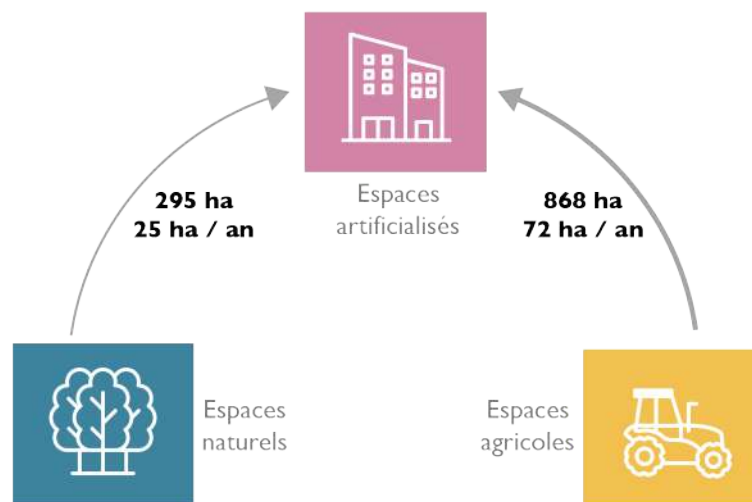 Espaces
artificialisés
295 ha
25 ha / an
868 ha
72 ha / an
Espaces
naturels
Espaces
agricoles